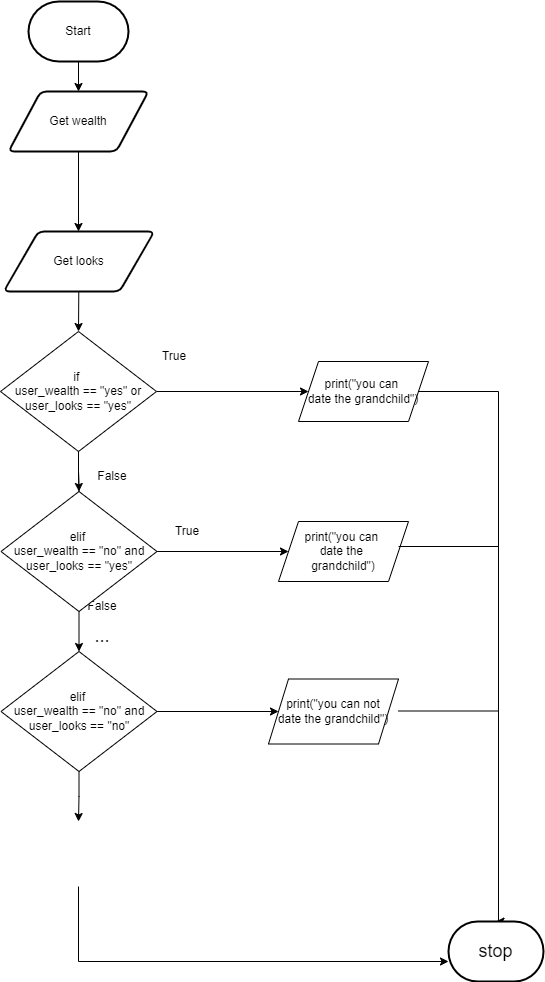 Start
Get wealth
Get looks
True
if
user_wealth == "yes" or
user_looks == "yes"
print("you can
date the grandchild")
False
True
elif
user_wealth == "no" and
user_looks == "yes"
print("you can
date the
grandchild")
False
...
elif
user_wealth == "no" and
user_looks == "no"
print("you can not
date the grandchild")
stop